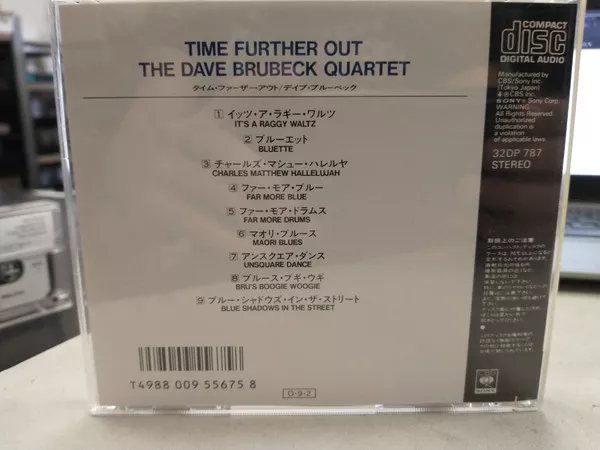 TIME FURTHER OUT
THE DAVE BRUBECK QUARTET
タイム・ファーザー・アウト/デイブ・ブルーベック
1 イッツ・ア・ラギー・ワルツ
IT'S A RAGGY WALTZ
2 ブルーエット
BLUETTE
3 チャールズ・マシュー・ハレルヤ
CHARLES MATTHEW HALLELUJAH
4 ファー・モア・ブルー
FAR MORE BLUE
5 ファー・モア・ドラムス
FAR MORE DRUMS
6 マオリ・ブルース
MAORI BLUES
7 アンスクエア・ダンス
UNSQUARE DANCE
8 ブルース・ブギ・ウギ
BRU'S BOOGIE WOOGIE
9 ブルー・シャドウズ・イン・ザ・ストリート
BLUE SHADOWS IN THE STREET
T4988 009 55675 8
D-9-2
COMPACT
disc
DIGITAL AUDIO
Manufactured by
CBS/Sony Inc.
(Tokyo Japan)
℗©CBS Inc.
SONY® Sony Corp.
WARNING:
All Rights Reserved.
Unauthorized
duplication is
a violation
of applicable laws.
32DP 787
STEREO
取扱上のご注意
SONY